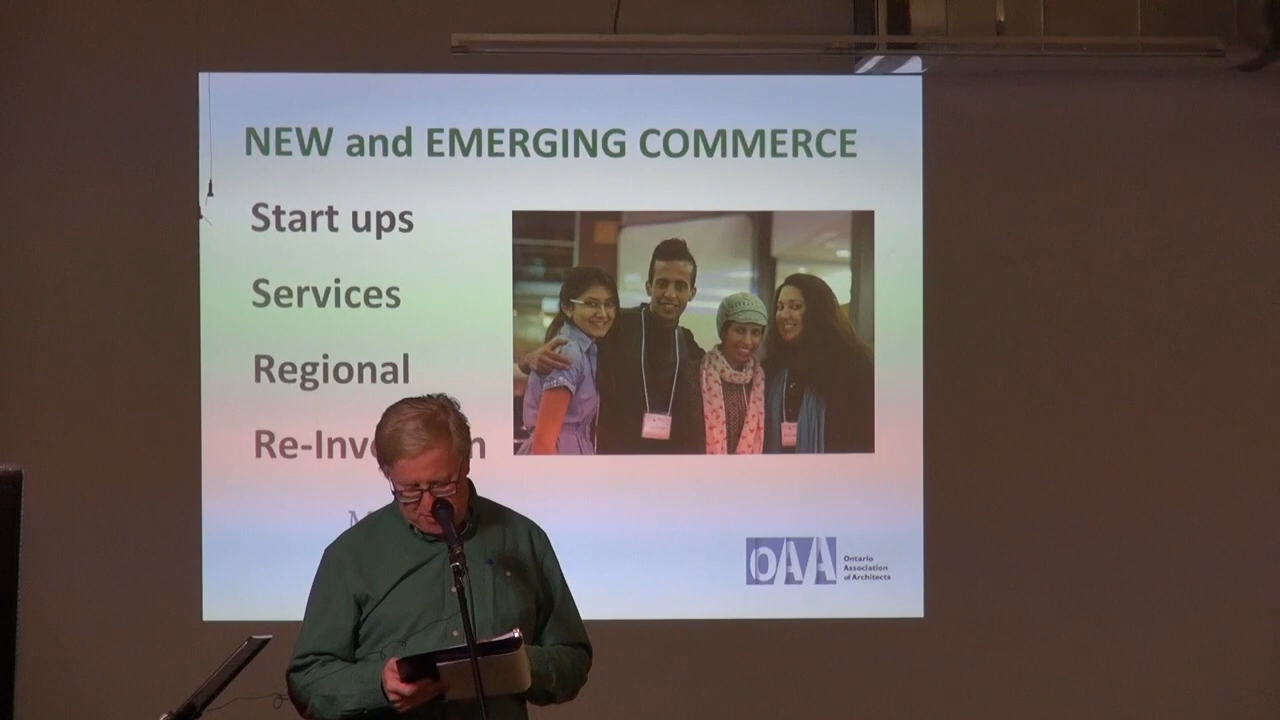 NEW and EMERGING COMMERCE
Start ups
Services
Regional
OAA
Ontario
Association
of Architects